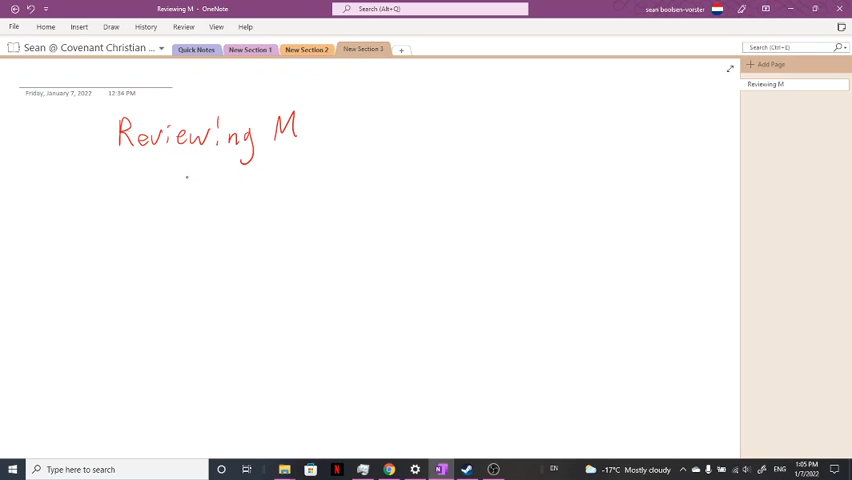 Reviewing M - OneNote
Search (Alt+Q)
sean boolsen-vorster
File Home Insert Draw History Review View Help
Sean @ Covenant Christian ... Quick Notes New Section 1 New Section 2 New Section 3
Search (Ctrl+E)
Add Page
Reviewing M
Friday, January 7, 2022 12:34 PM
Reviewing M
Type here to search
EN
-17°C Mostly cloudy
1:05 PM
1/7/2022